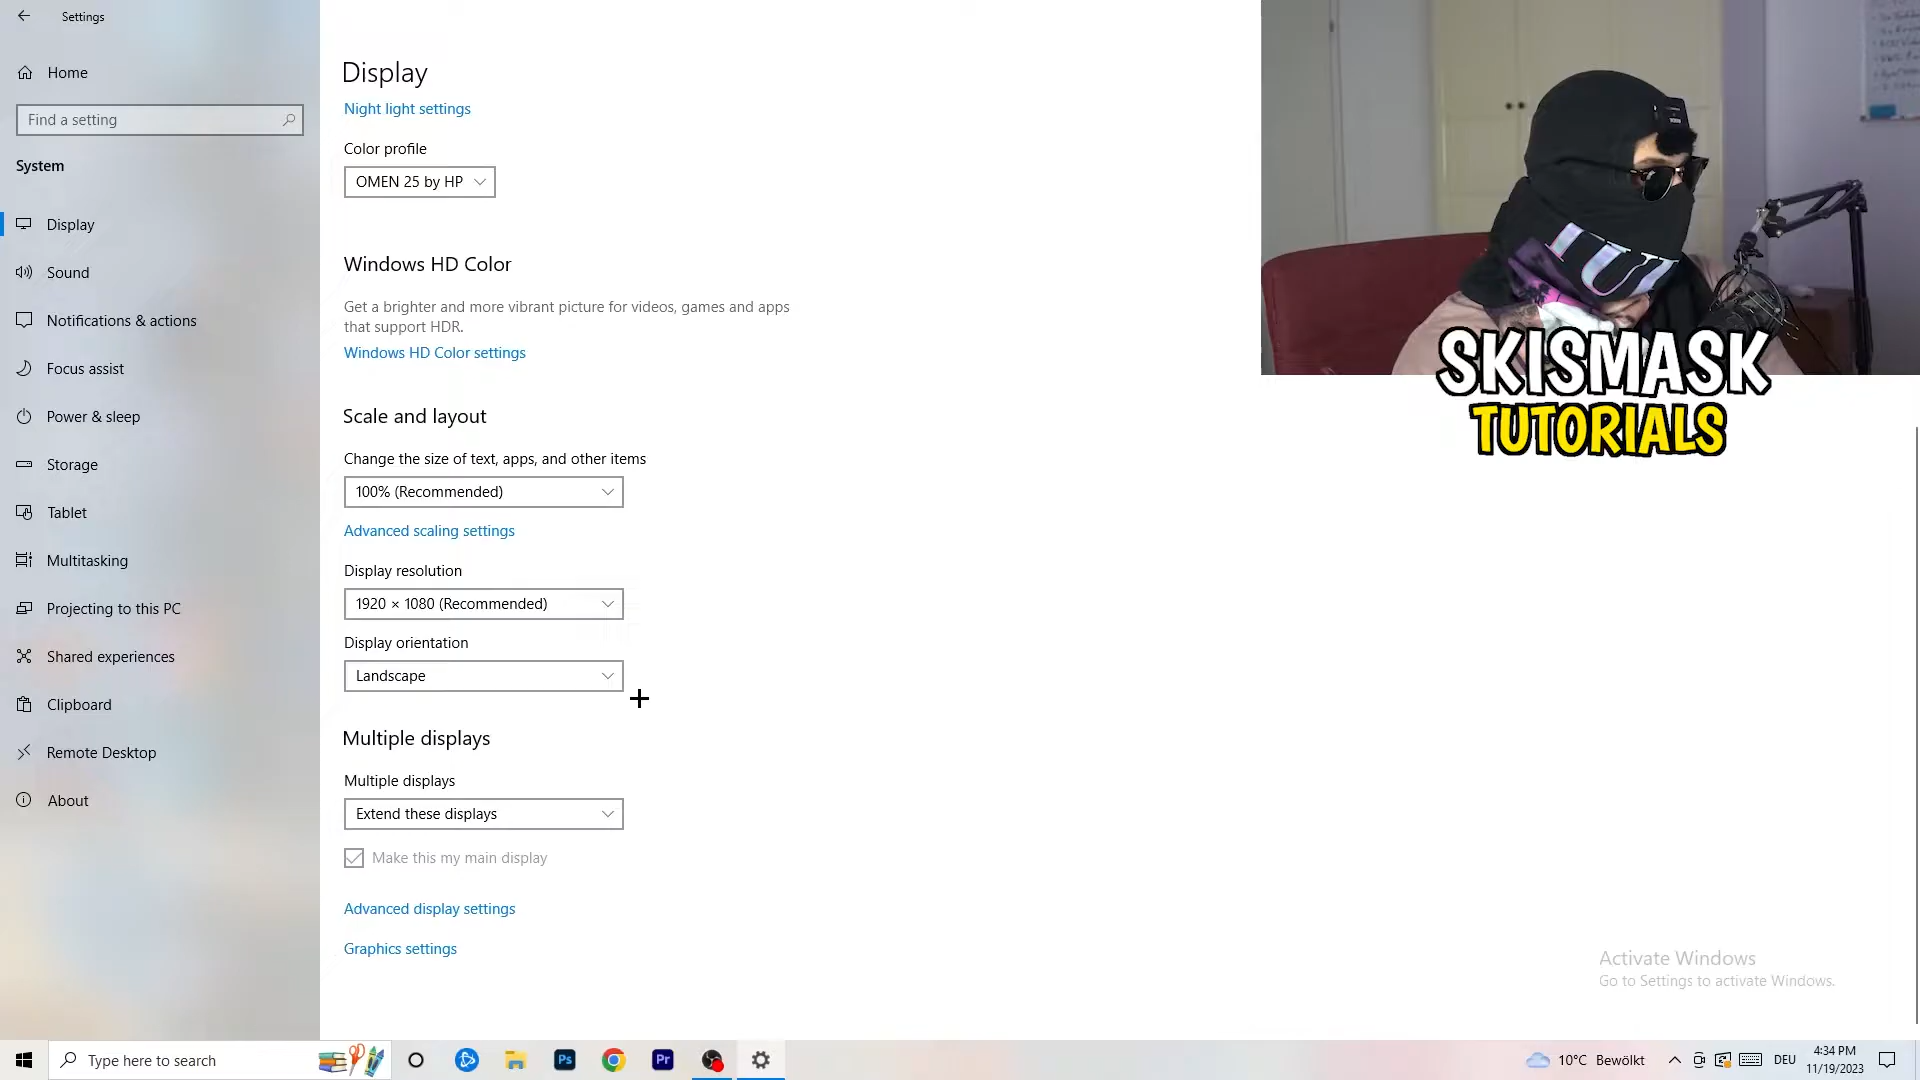 Settings
Home
Find a setting
System
Display
Sound
Notifications & actions
Focus assist
Power & sleep
Storage
Tablet
Multitasking
Projecting to this PC
Shared experiences
Clipboard
Remote Desktop
About
Display
Night light settings
Color profile
OMEN 25 by HP
Windows HD Color
Get a brighter and more vibrant picture for videos, games and apps
that support HDR.
Windows HD Color settings
Scale and layout
Change the size of text, apps, and other items
100% (Recommended)
Advanced scaling settings
Display resolution
1920 × 1080 (Recommended)
Display orientation
Landscape
Multiple displays
Multiple displays
Extend these displays
Make this my main display
Advanced display settings
Graphics settings
SKISMASK
TUTORIALS
Activate Windows
Go to Settings to activate Windows.
Type here to search
Ps
Pr
10°C Bewölkt
DEU
4:34 PM
11/19/2023